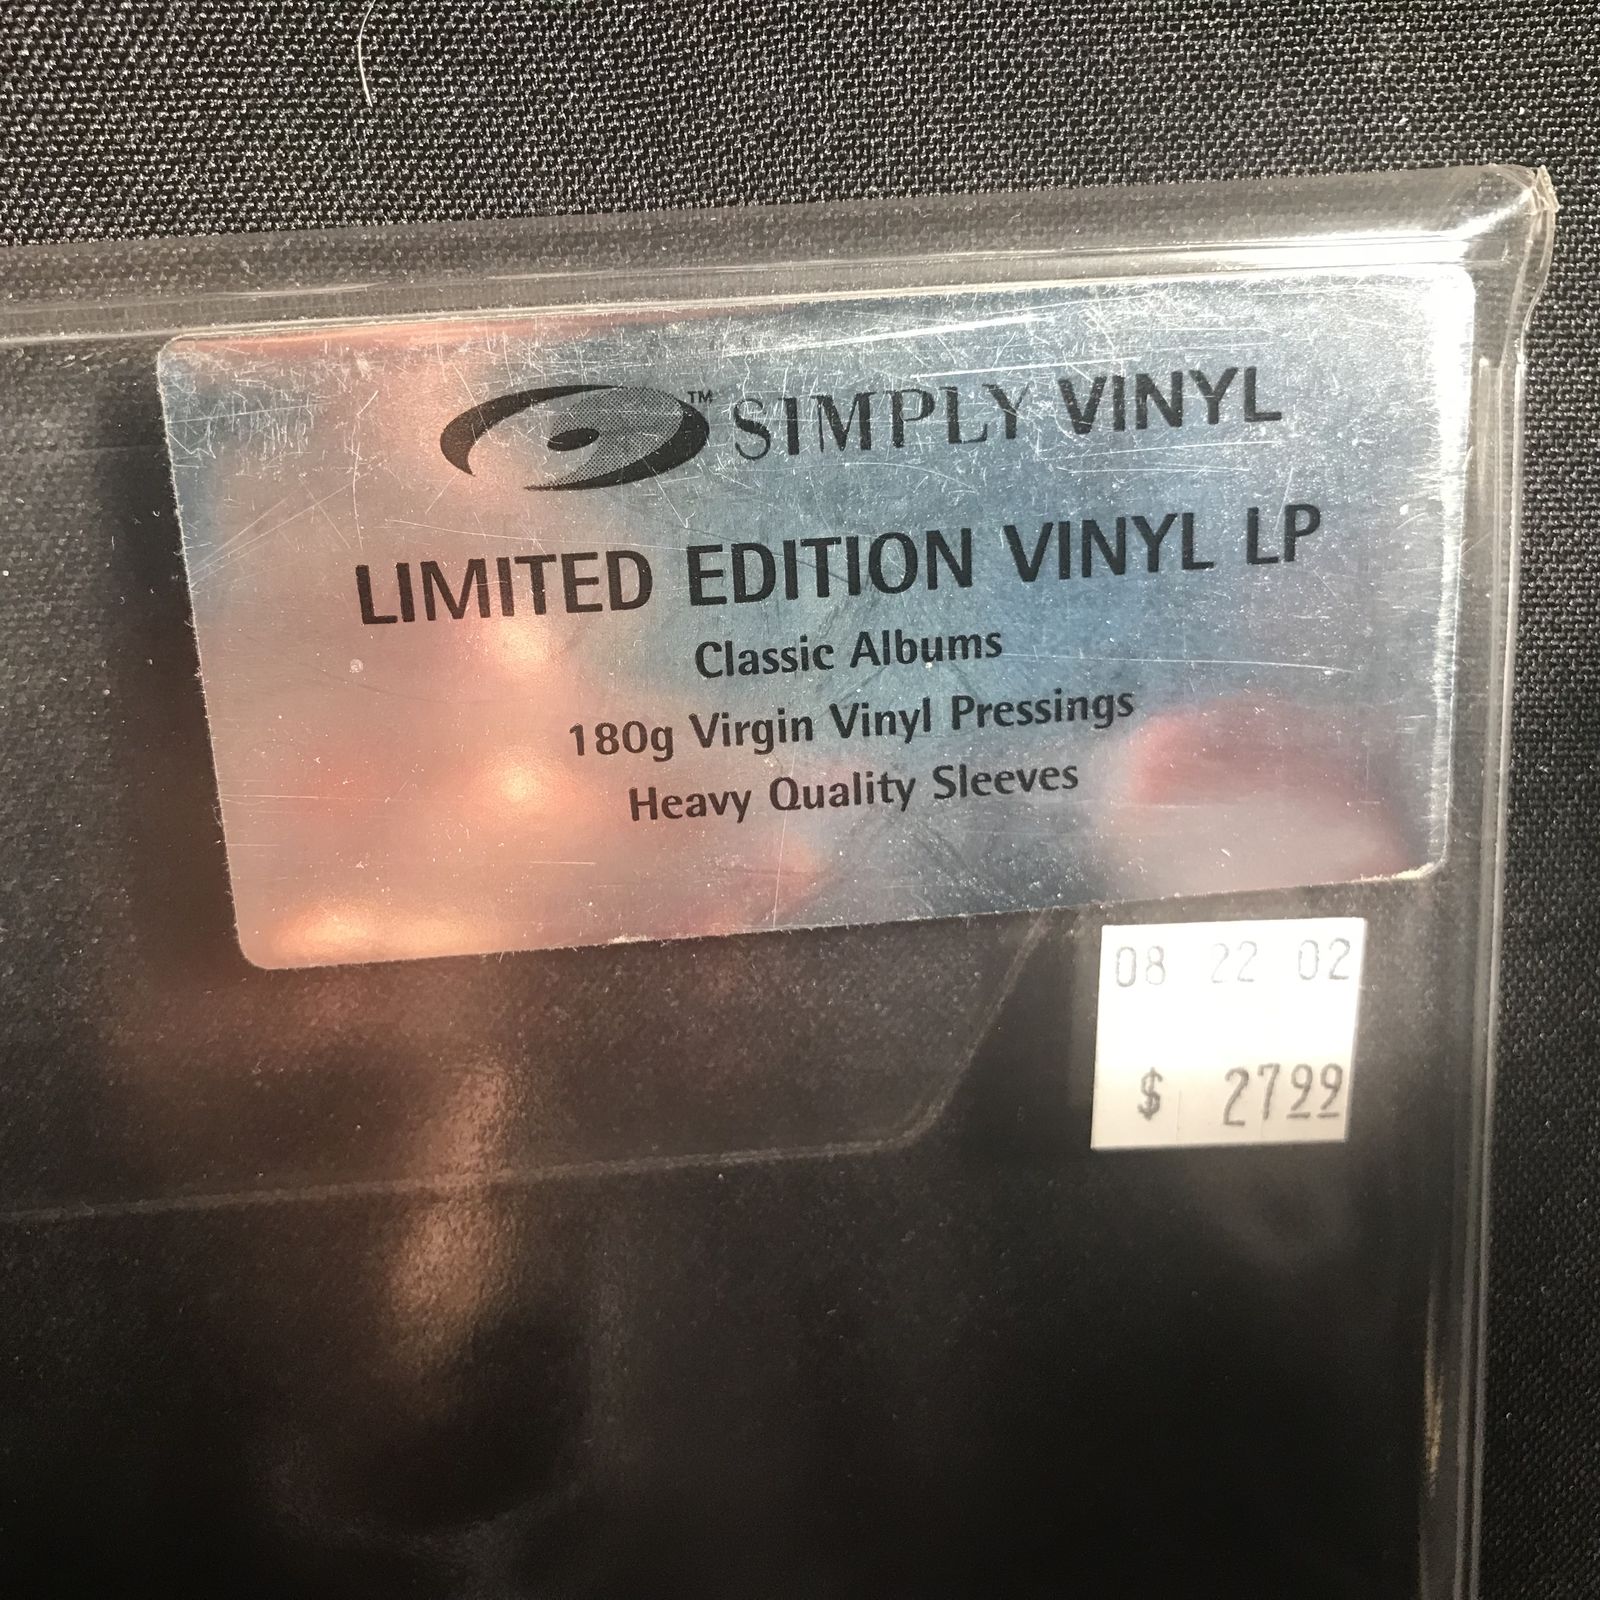 ™ SIMPLY VINYL
LIMITED EDITION VINYL LP
Classic Albums
180g Virgin Vinyl Pressings
Heavy Quality Sleeves
08 22 02
$ 2799